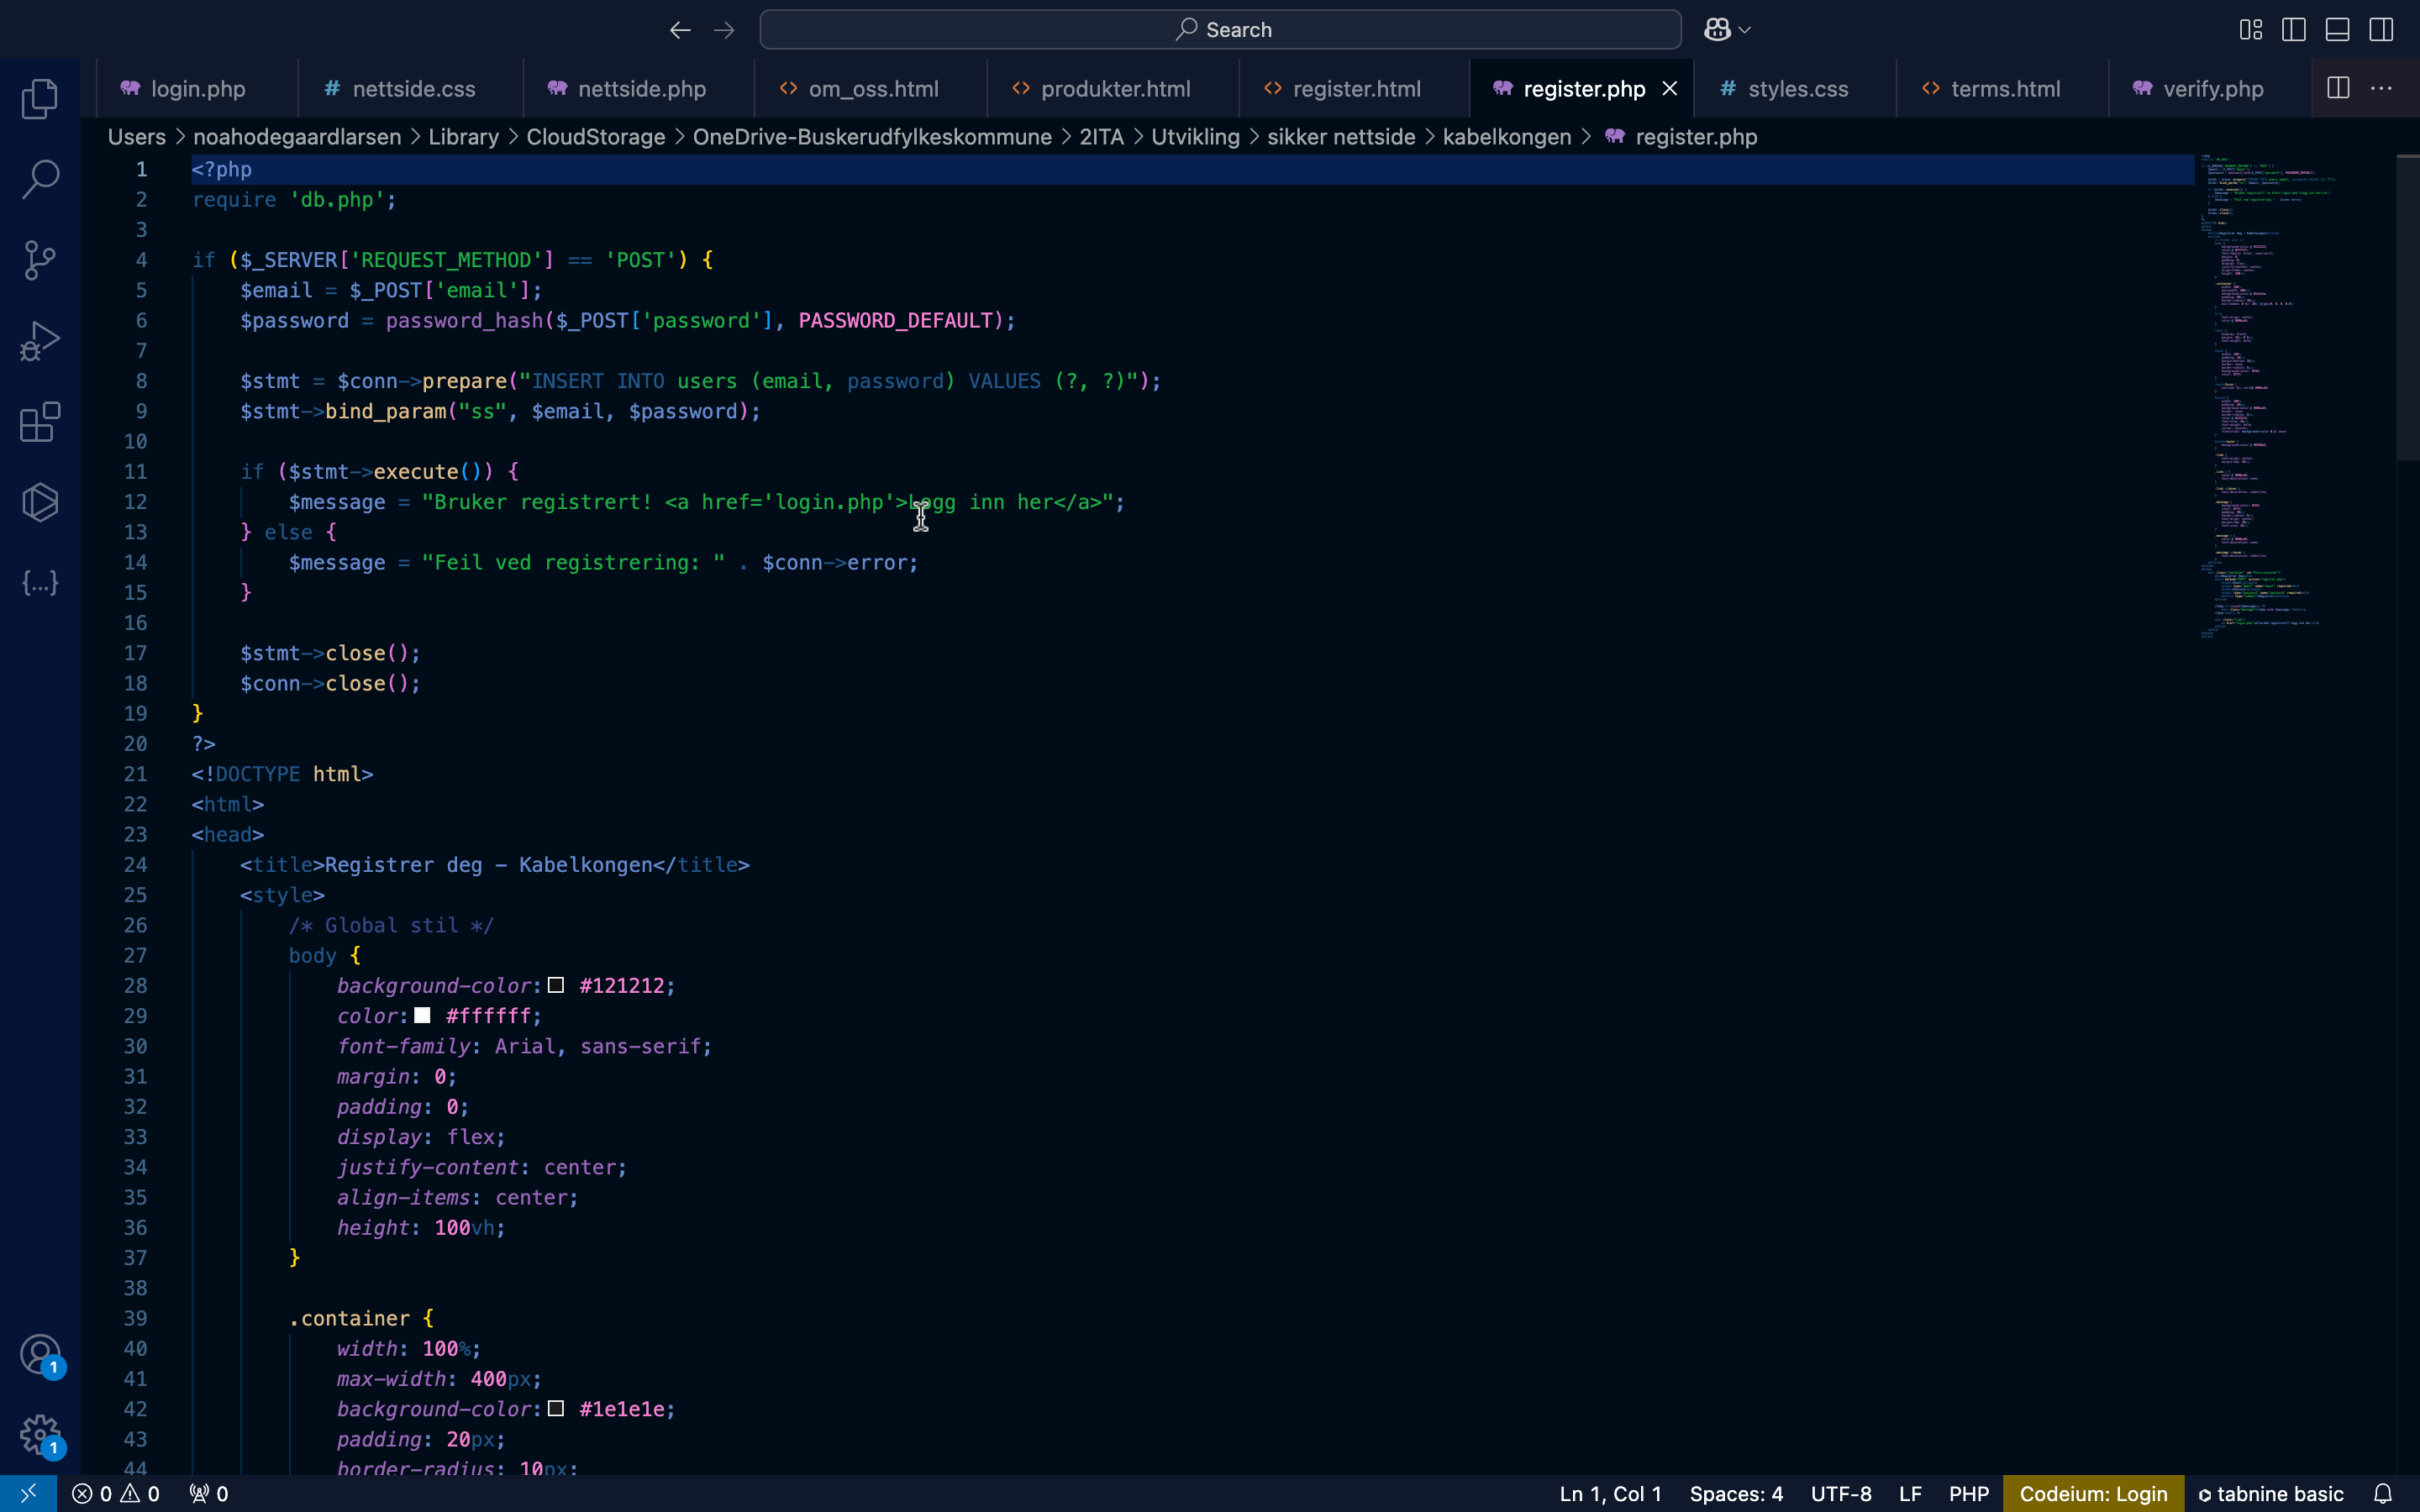 Search
login.php
nettside.css
nettside.php
om_oss.html
produkter.html
register.html
register.php
styles.css
terms.html
verify.php
Users > noahodegaardlarsen > Library > CloudStorage > OneDrive-Buskerudfylkeskommune > 2ITA > Utvikling > sikker nettside > kabelkongen > register.php
1 <?php
2 require 'db.php';
3
4 if ($_SERVER['REQUEST_METHOD'] == 'POST') {
5     $email = $_POST['email'];
6     $password = password_hash($_POST['password'], PASSWORD_DEFAULT);
7
8     $stmt = $conn->prepare("INSERT INTO users (email, password) VALUES (?, ?)");
9     $stmt->bind_param("ss", $email, $password);
10
11     if ($stmt->execute()) {
12         $message = "Bruker registrert! <a href='login.php'>Logg inn her</a>";
13     } else {
14         $message = "Feil ved registrering: " . $conn->error;
15     }
16
17     $stmt->close();
18     $conn->close();
19 }
20 ?>
21 <!DOCTYPE html>
22 <html>
23 <head>
24     <title>Registrer deg - Kabelkongen</title>
25     <style>
26         /* Global stil */
27         body {
28             background-color: #121212;
29             color: #ffffff;
30             font-family: Arial, sans-serif;
31             margin: 0;
32             padding: 0;
33             display: flex;
34             justify-content: center;
35             align-items: center;
36             height: 100vh;
37         }
38
39         .container {
40             width: 100%;
41             max-width: 400px;
42             background-color: #1e1e1e;
43             padding: 20px;
44             border-radius: 10px;
1
1
0 0 0
Ln 1, Col 1
Spaces: 4
UTF-8
LF
PHP
Codeium: Login
tabnine basic